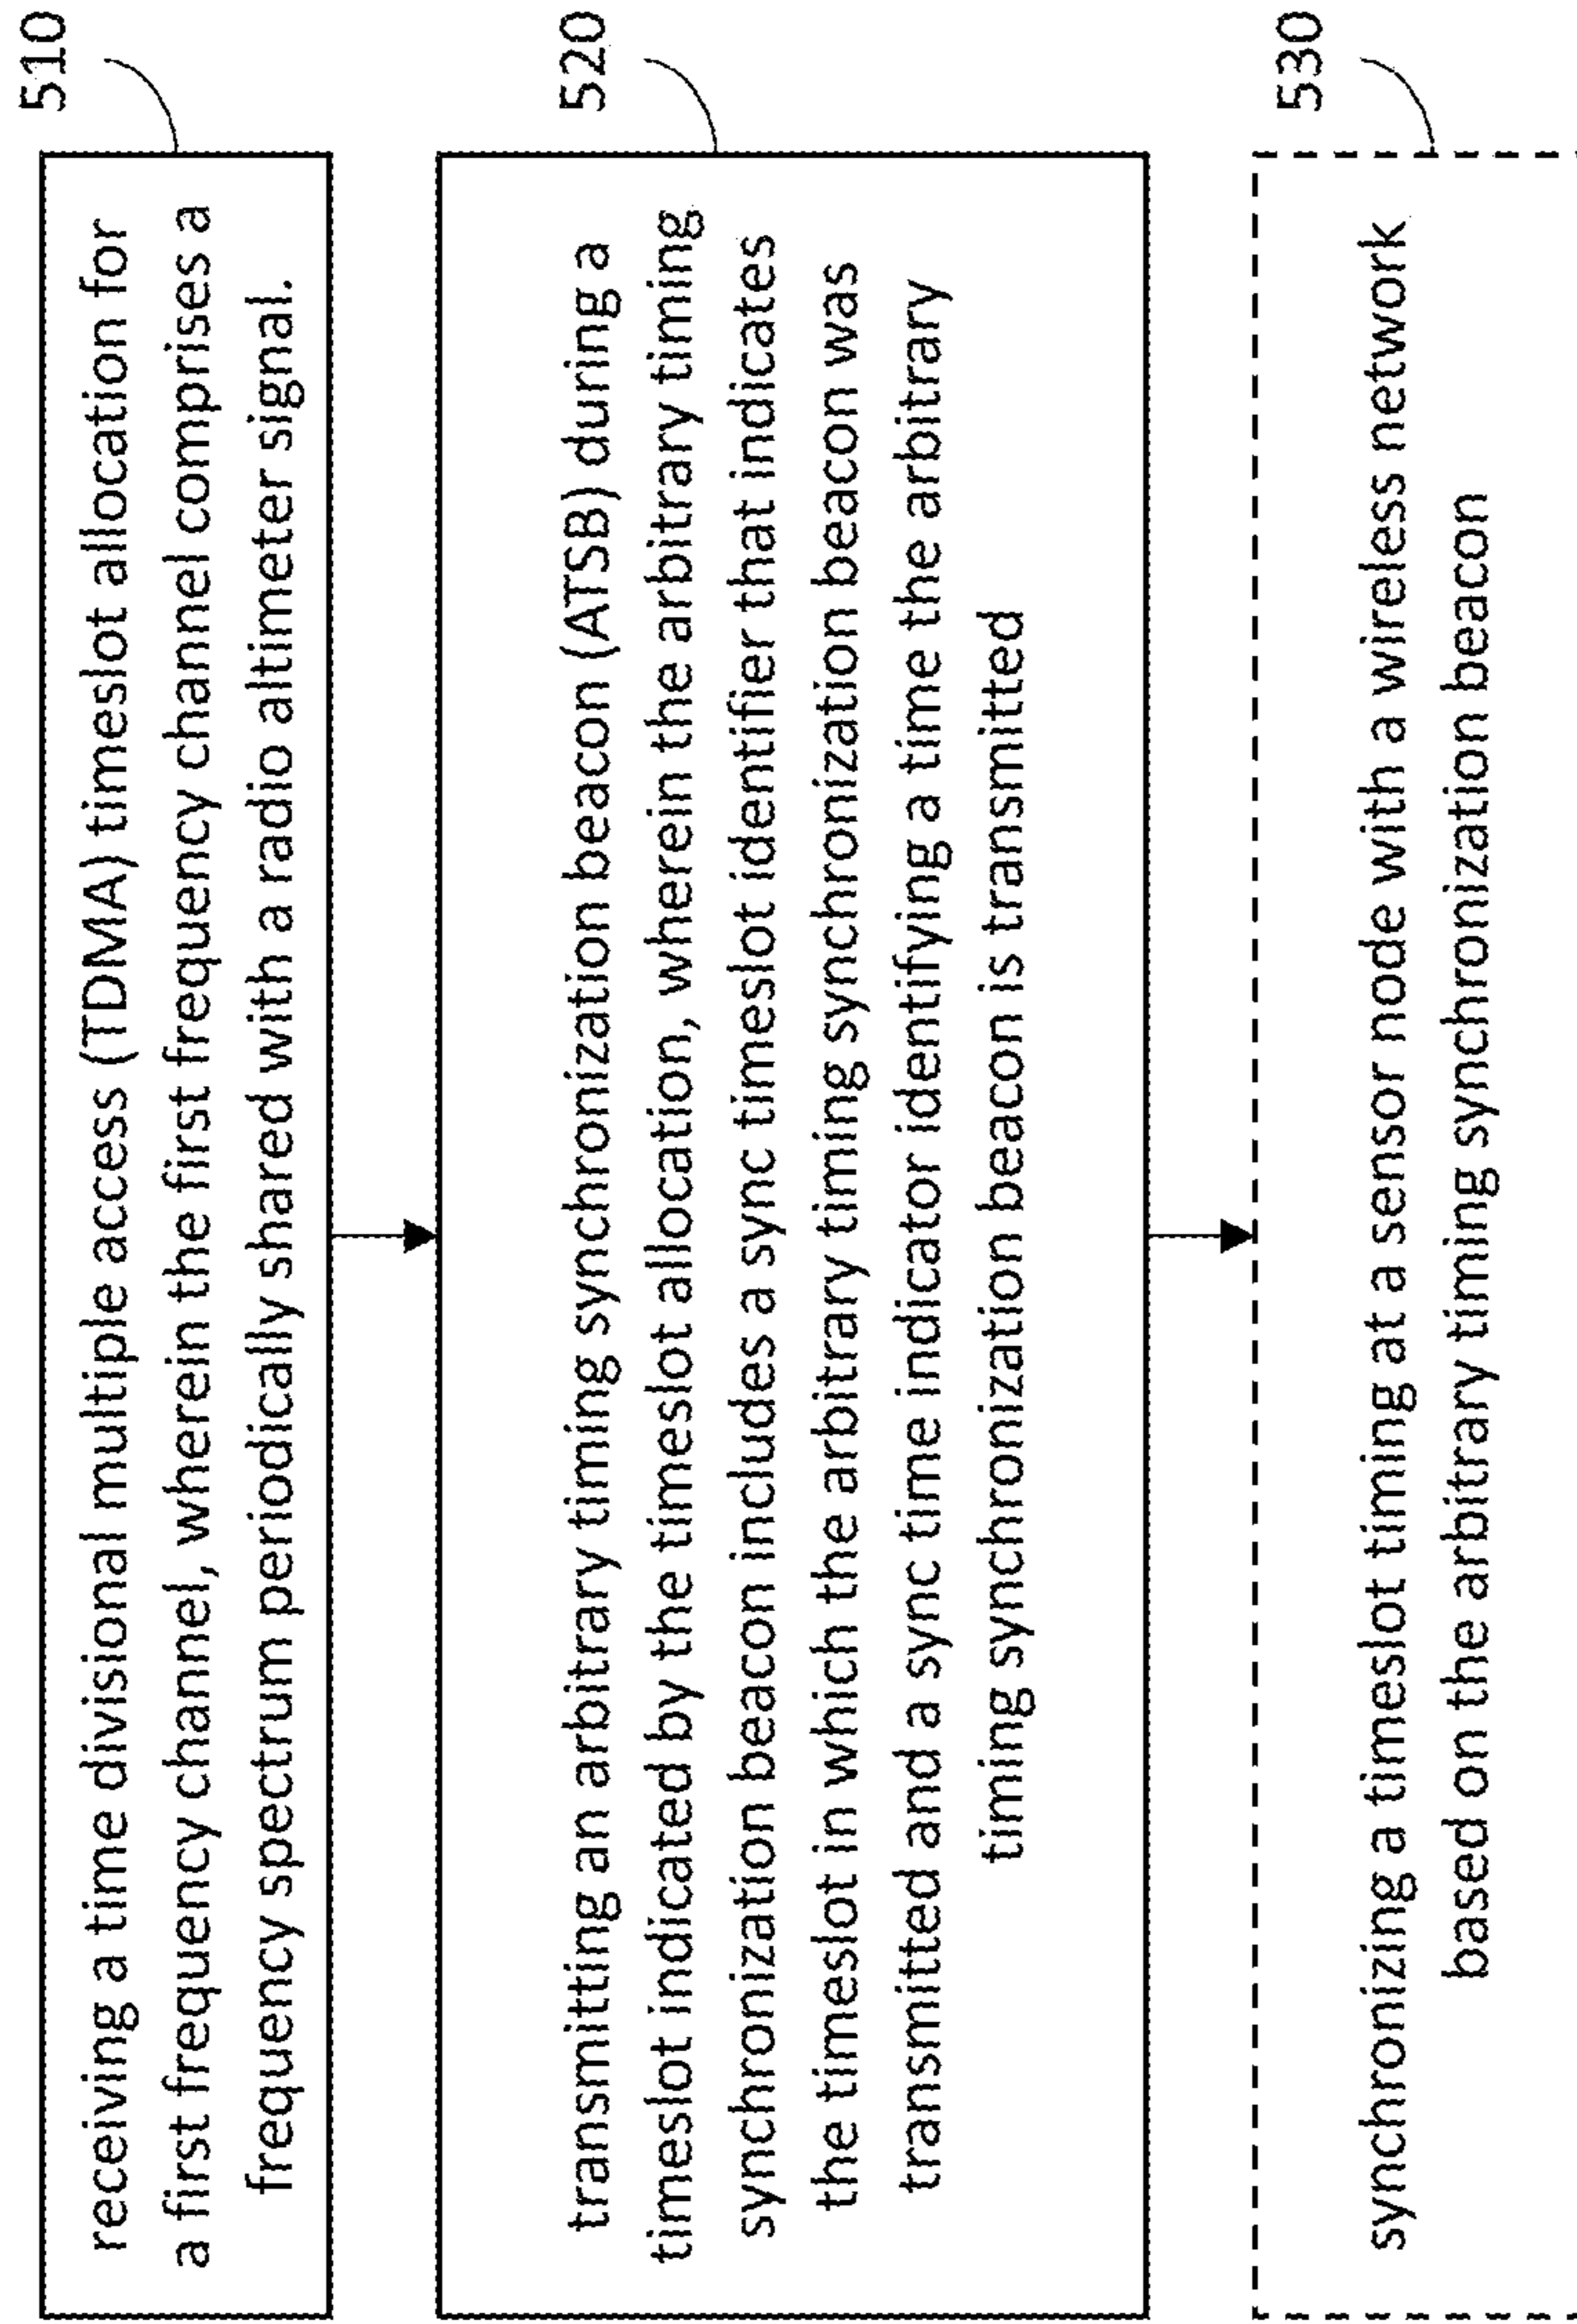 510
receiving a time divisional multiple access (TDMA) timeslot allocation for
a first frequency channel, wherein the first frequency channel comprises a
frequency spectrum periodically shared with a radio altimeter signal.
520
transmitting an arbitrary timing synchronization beacon (ATSB) during a
timeslot indicated by the timeslot allocation, wherein the arbitrary timing
synchronization beacon includes a sync timeslot identifier that indicates
the timeslot in which the arbitrary timing synchronization beacon was
transmitted and a sync time indicator identifying a time the arbitrary
timing synchronization beacon is transmitted
530
synchronizing a timeslot timing at a sensor node with a wireless network
based on the arbitrary timing synchronization beacon